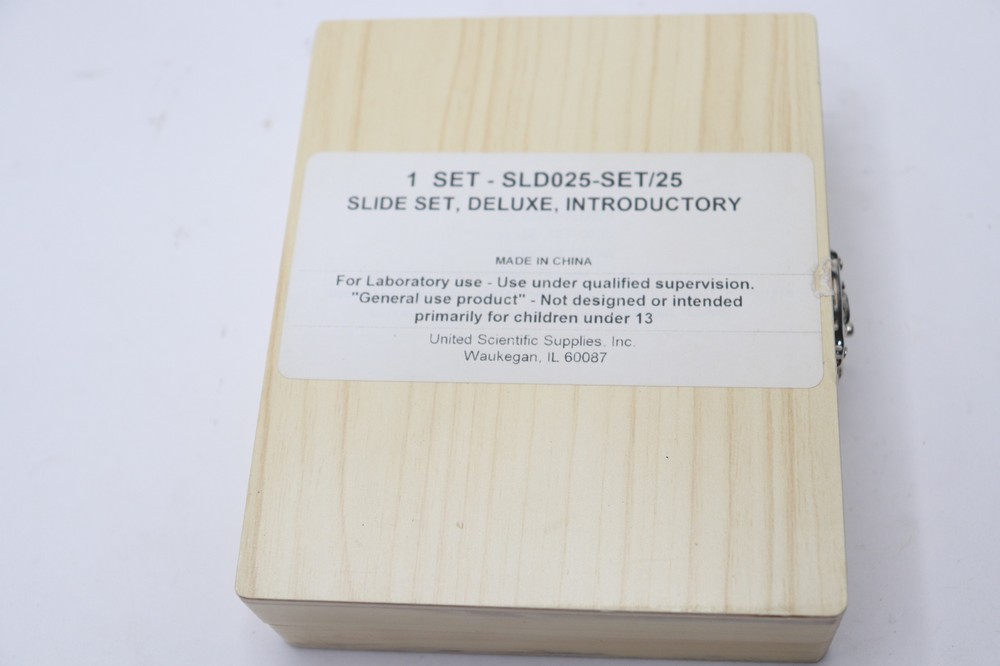 1 SET - SLD025-SET/25
SLIDE SET, DELUXE, INTRODUCTORY
MADE IN CHINA
For Laboratory use - Use under qualified supervision.
"General use product" - Not designed or intended
primarily for children under 13
United Scientific Supplies, Inc.
Waukegan, IL 60087